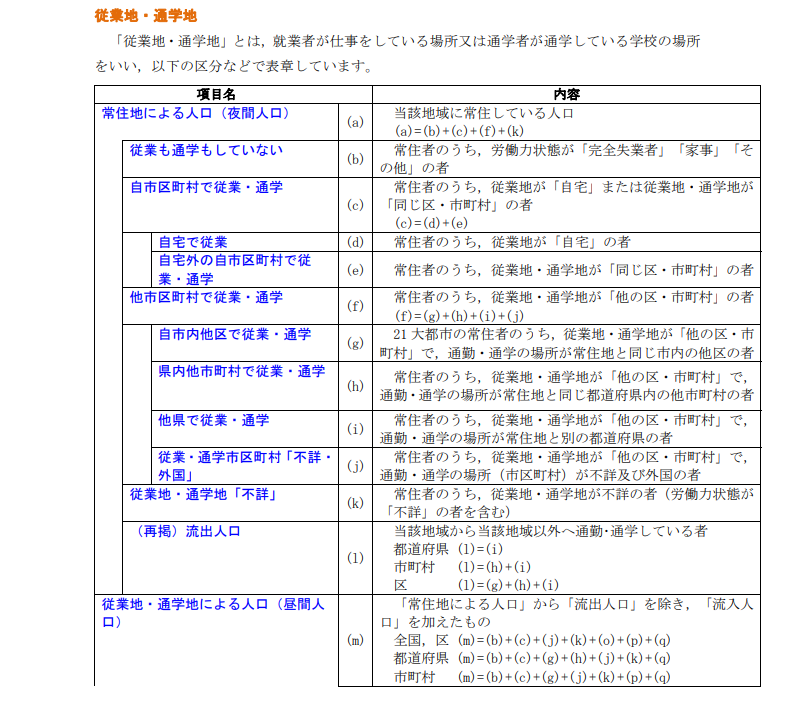 従業地・通学地
「従業地・通学地」とは，就業者が仕事をしている場所又は通学者が通学している学校の場所
をいい，以下の区分などで表章しています。
項目名
内容
常住地による人口（夜間人口）
(a)
当該地域に常住している人口
(a)=(b)+(c)+(f)+(k)
従業も通学もしていない
(b)
常住者のうち，労働力状態が「完全失業者」「家事」「そ
の他」の者
自市区町村で従業・通学
(c)
常住者のうち，従業地が「自宅」または従業地・通学地が
「同じ区・市町村」の者
(c)=(d)+(e)
自宅で従業
(d)
常住者のうち，従業地が「自宅」の者
自宅外の自市区町村で従
業・通学
(e)
常住者のうち，従業地・通学地が「同じ区・市町村」の者
他市区町村で従業・通学
(f)
常住者のうち，従業地・通学地が「他の区・市町村」の者
(f)=(g)+(h)+(i)+(j)
自市内他区で従業・通学
(g)
21 大都市の常住者のうち，従業地・通学地が「他の区・市
町村」で，通勤・通学の場所が常住地と同じ市内の他区の者
県内他市町村で従業・通学
(h)
常住者のうち，従業地・通学地が「他の区・市町村」で，
通勤・通学の場所が常住地と同じ都道府県内の他市町村の者
他県で従業・通学
(i)
常住者のうち，従業地・通学地が「他の区・市町村」で，
通勤・通学の場所が常住地と別の都道府県の者
従業・通学市区町村「不詳・
外国」
(j)
常住者のうち，従業地・通学地が「他の区・市町村」で，
通勤・通学の場所（市区町村）が不詳及び外国の者
従業地・通学地「不詳」
(k)
常住者のうち，従業地・通学地が不詳の者（労働力状態が
「不詳」の者を含む）
（再掲）流出人口
(l)
当該地域から当該地域以外へ通勤・通学している者
都道府県 (l)=(i)
市町村 (l)=(h)+(i)
区 (l)=(g)+(h)+(i)
従業地・通学地による人口（昼間人
口）
(m)
「常住地による人口」から「流出人口」を除き，「流入人
口」を加えたもの
全国，区 (m)=(b)+(c)+(j)+(k)+(o)+(p)+(q)
都道府県 (m)=(b)+(c)+(g)+(h)+(j)+(k)+(q)
市町村 (m)=(b)+(c)+(g)+(j)+(k)+(p)+(q)